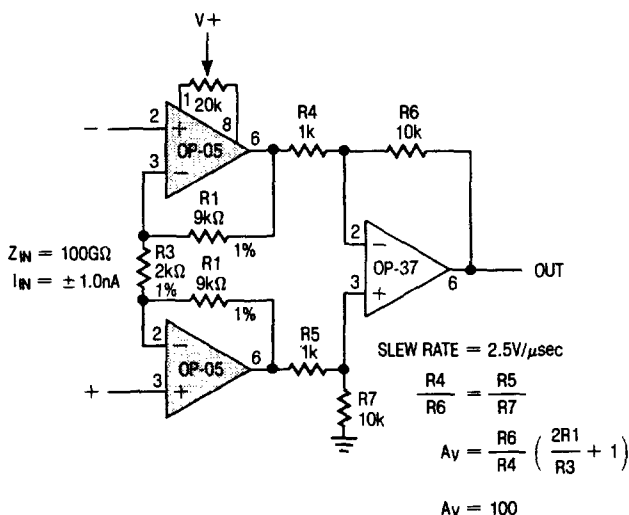 V+
1
20k
8
−
2
+
OP-05
6
3
−
R4
1k
R6
10k
R1
9kΩ
1%
ZIN = 100GΩ
IIN = ±1.0nA
R3
2kΩ
1%
R1
9kΩ
1%
2
−
OP-37
6
OUT
3
+
2
−
OP-05
6
+
3
+
R5
1k
R7
10k
SLEW RATE = 2.5V/µsec
R4/R6 = R5/R7
AV = R6/R4 (2R1/R3 + 1)
AV = 100